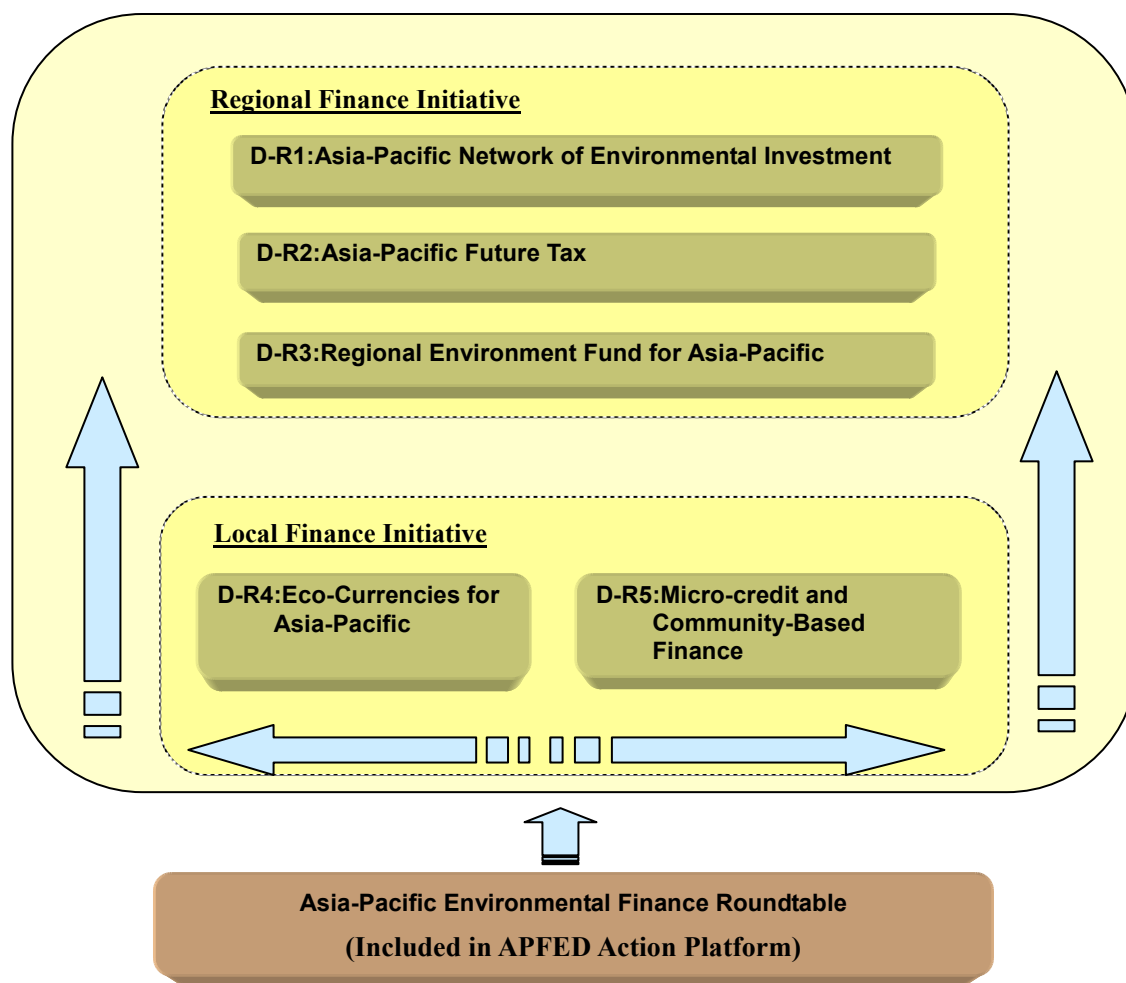 Regional Finance Initiative
D-R1:Asia-Pacific Network of Environmental Investment
D-R2:Asia-Pacific Future Tax
D-R3:Regional Environment Fund for Asia-Pacific
Local Finance Initiative
D-R4:Eco-Currencies for
Asia-Pacific
D-R5:Micro-credit and
Community-Based
Finance
Asia-Pacific Environmental Finance Roundtable
(Included in APFED Action Platform)